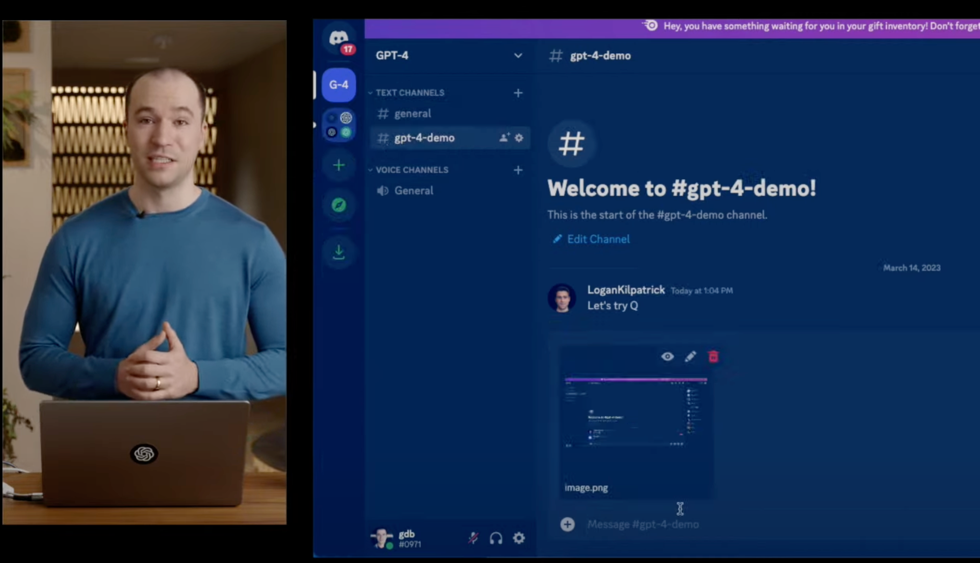 Hey, you have something waiting for you in your gift inventory! Don't forget
17
GPT-4
# gpt-4-demo
G-4
TEXT CHANNELS
# general
# gpt-4-demo
VOICE CHANNELS
General
#
Welcome to #gpt-4-demo!
This is the start of the #gpt-4-demo channel.
Edit Channel
March 14, 2023
LoganKilpatrick Today at 1:04 PM
Let's try Q
image.png
Message #gpt-4-demo
gdb
#0971